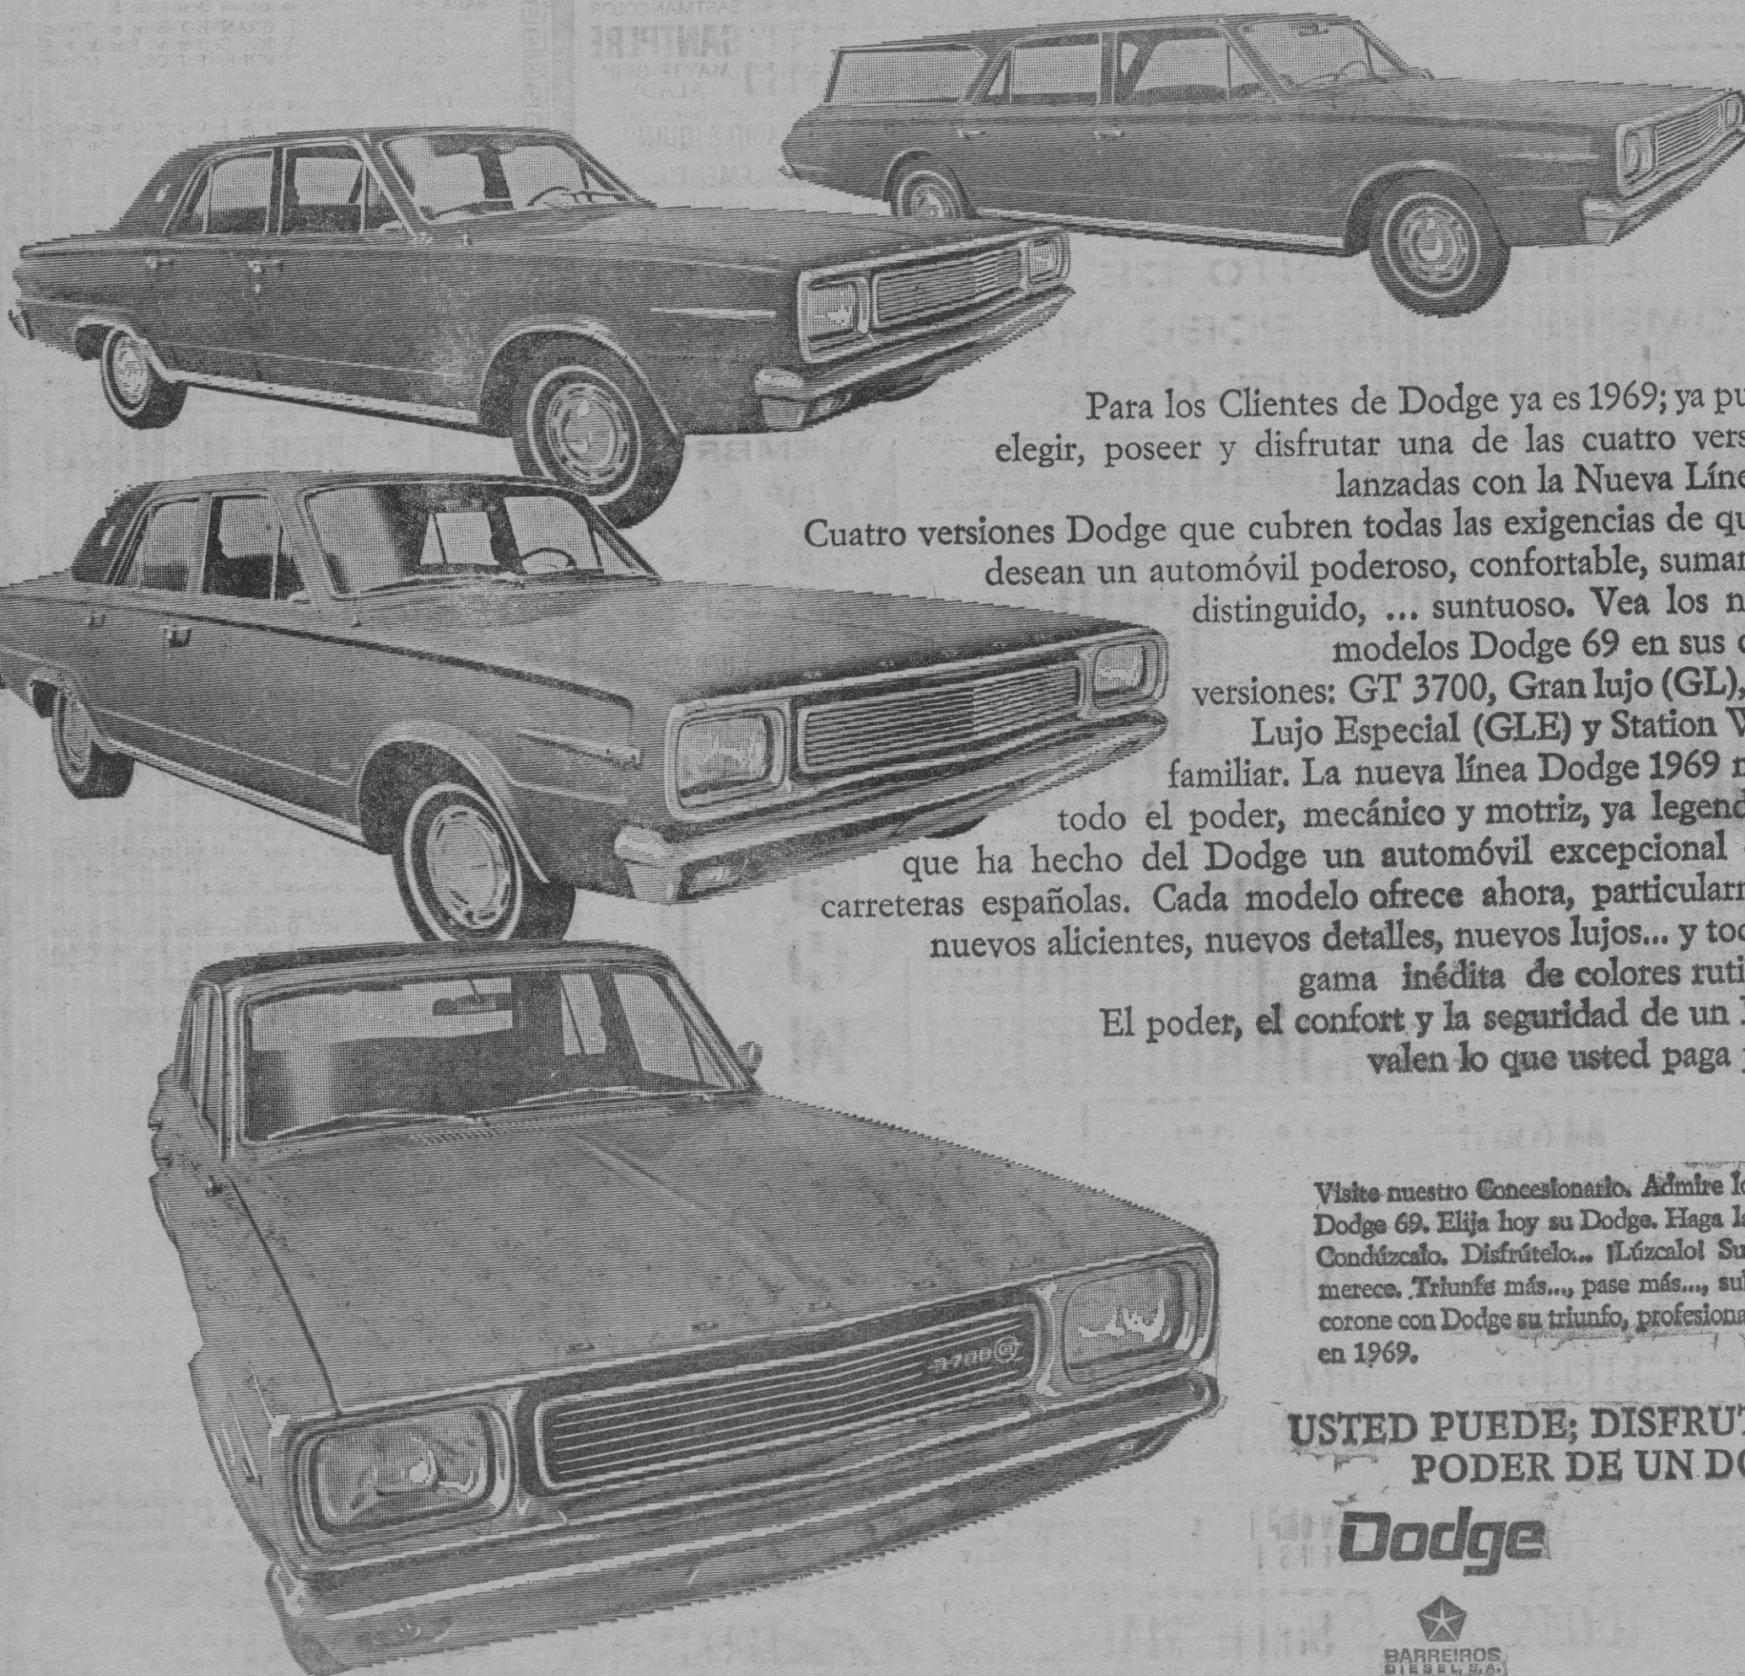 Para los Clientes de Dodge ya es 1969; ya pu
elegir, poseer y disfrutar una de las cuatro vers
lanzadas con la Nueva Líne
Cuatro versiones Dodge que cubren todas las exigencias de qu
desean un automóvil poderoso, confortable, sumar
distinguido, ... suntuoso. Vea los n
modelos Dodge 69 en sus c
versiones: GT 3700, Gran lujo (GL),
Lujo Especial (GLE) y Station W
familiar. La nueva línea Dodge 1969 r
todo el poder, mecánico y motriz, ya legend
que ha hecho del Dodge un automóvil excepcional
carreteras españolas. Cada modelo ofrece ahora, particularr
nuevos alicientes, nuevos detalles, nuevos lujos... y tod
gama inédita de colores ruti
El poder, el confort y la seguridad de un
valen lo que usted paga
Visite nuestro Concesionario. Admire lo
Dodge 69. Elija hoy su Dodge. Haga la
Condúzcalo. Disfrútelo... ¡Lúzcalo! Su
merece. Triunfe más..., pase más..., su
corone con Dodge su triunfo, profesiona
en 1969.
USTED PUEDE; DISFRUT
PODER DE UN DO
Dodge
BARREIROS
DIESEL, S.A.